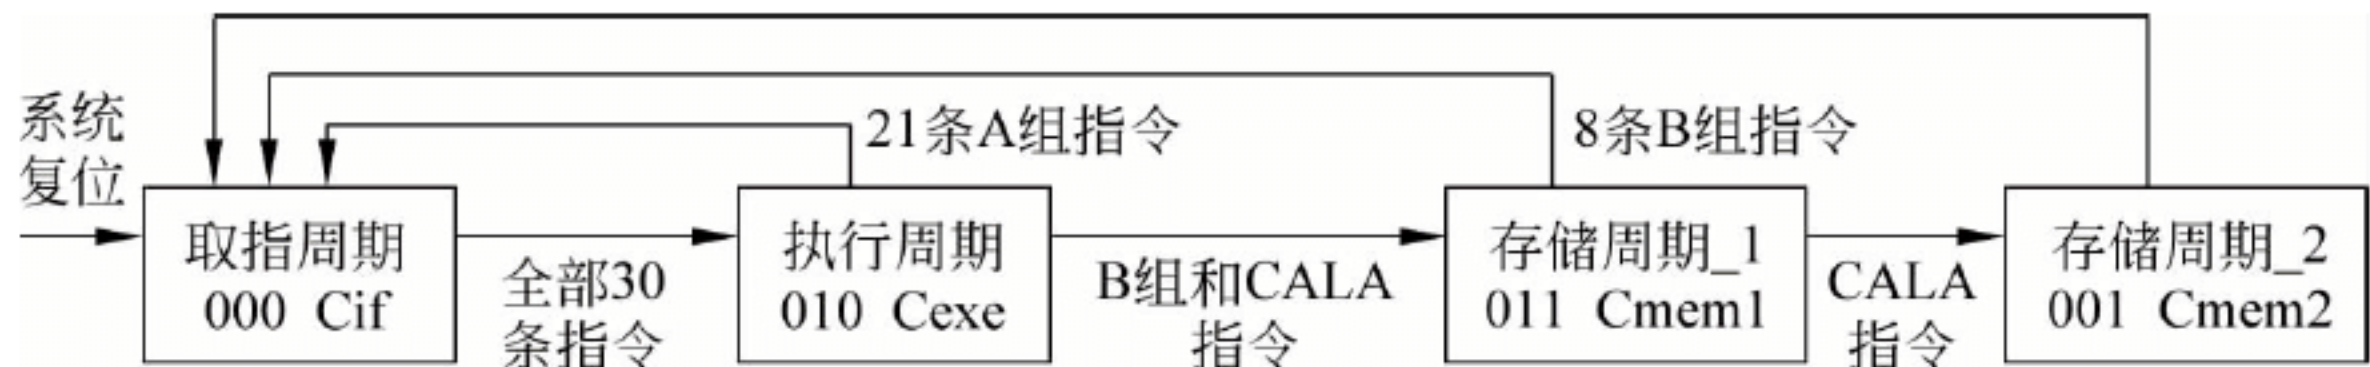 系统
复位
21条A组指令
8条B组指令
取指周期
000 Cif
全部30
条指令
执行周期
010 Cexe
B组和CALA
指令
存储周期_1
011 Cmem1
CALA
指令
存储周期_2
001 Cmem2